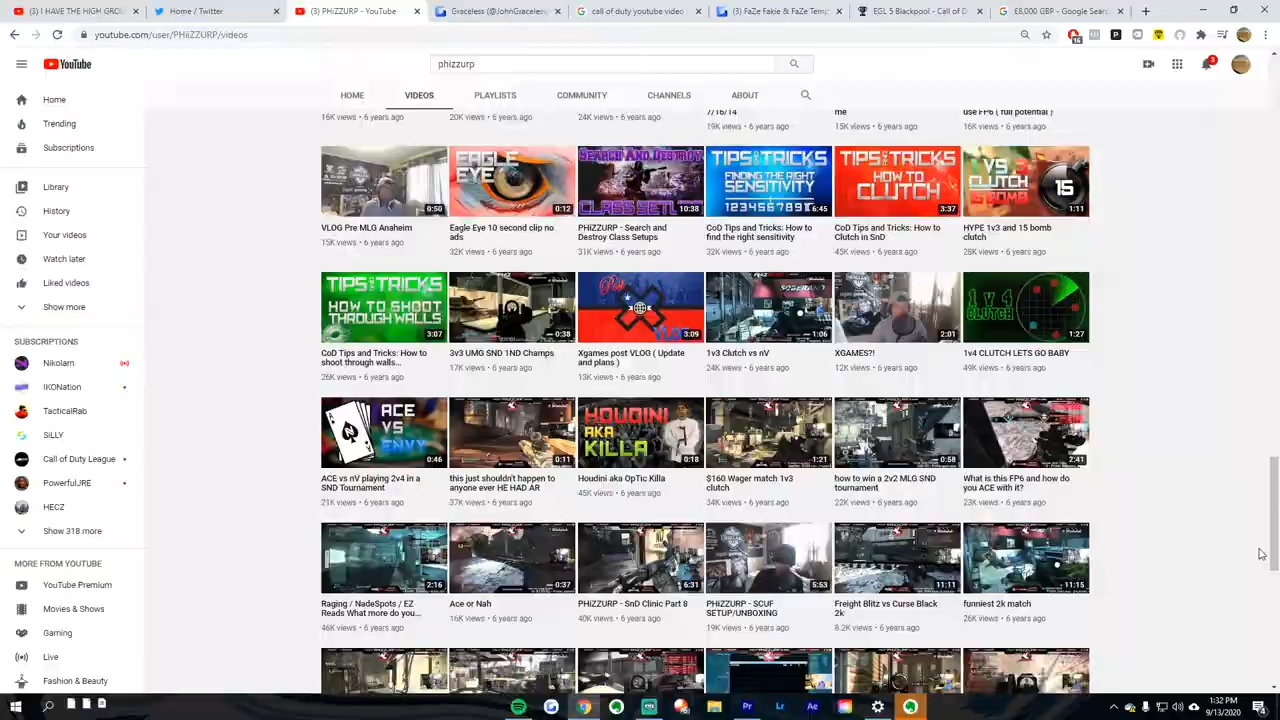 (3) I HAVE THE HIGH GROU
Home / Twitter
(3) PHiZZURP - YouTube
Graceless (@JohnGraceleng
call of duty youtube video
(3) FaZe Fakie & FaZe Temp
EGL 5 Blackpool - Call of D
£8,000 GBP - Google Searc
youtube.com/user/PHiiZZURP/videos
YouTube
phizzurp
3
HOME VIDEOS PLAYLISTS COMMUNITY CHANNELS ABOUT
Home
Trending
Subscriptions
Library
History
Your videos
Watch later
Liked videos
Show more
SUBSCRIPTIONS
Nikolarn
IKONation
TacticalRab
SiLLY
Call of Duty League
PowerfulJRE
HECZ
Show 318 more
MORE FROM YOUTUBE
YouTube Premium
Movies & Shows
Gaming
Live
Fashion & Beauty
7/16/14
me
use FP6 ( full potential )
16K views • 6 years ago
20K views • 6 years ago
24K views • 6 years ago
19K views • 6 years ago
15K views • 6 years ago
16K views • 6 years ago
0:50
EAGLE
EYE
0:12
SEARCH AND DESTROY
CLASS SETUPS
10:38
TIPS & TRICKS
FINDING THE RIGHT
SENSITIVITY
6:45
TIPS & TRICKS
HOW TO
CLUTCH
3:37
1 VS 3
CLUTCH
15
1:11
VLOG Pre MLG Anaheim
15K views • 6 years ago
Eagle Eye 10 second clip no
ads
32K views • 6 years ago
PHiZZURP - Search and
Destroy Class Setups
31K views • 6 years ago
CoD Tips and Tricks: How to
find the right sensitivity
32K views • 6 years ago
CoD Tips and Tricks: How to
Clutch in SnD
45K views • 6 years ago
HYPE 1v3 and 15 bomb
clutch
28K views • 6 years ago
TIPS & TRICKS
HOW TO SHOOT
THROUGH WALLS
3:07
0:38
3:09
1:06
2:01
1 V 4
CLUTCH
1:27
CoD Tips and Tricks: How to
shoot through walls...
26K views • 6 years ago
3v3 UMG SND 1ND Champs
17K views • 6 years ago
Xgames post VLOG ( Update
and plans )
13K views • 6 years ago
1v3 Clutch vs nV
24K views • 6 years ago
XGAMES?!
12K views • 6 years ago
1v4 CLUTCH LETS GO BABY
49K views • 6 years ago
ACE
VS
ENVY
0:46
0:11
HOUDINI
AKA
KILLA
0:18
1:21
0:58
2:41
ACE vs nV playing 2v4 in a
SND Tournament
21K views • 6 years ago
this just shouldn't happen to
anyone ever HE HAD AR
37K views • 6 years ago
Houdini aka OpTic Killa
45K views • 6 years ago
$160 Wager match 1v3
clutch
34K views • 6 years ago
how to win a 2v2 MLG SND
tournament
22K views • 6 years ago
What is this FP6 and how do
you ACE with it?
23K views • 6 years ago
2:16
0:37
6:31
5:53
11:11
11:15
Raging / NadeSpots / EZ
Reads What more do you...
46K views • 6 years ago
Ace or Nah
16K views • 6 years ago
PHiZZURP - SnD Clinic Part 8
40K views • 6 years ago
PHiZZURP - SCUF
SETUP/UNBOXING
19K views • 6 years ago
Freight Blitz vs Curse Black
2k
8.2K views • 6 years ago
funniest 2k match
26K views • 6 years ago
1:32 PM
9/13/2020